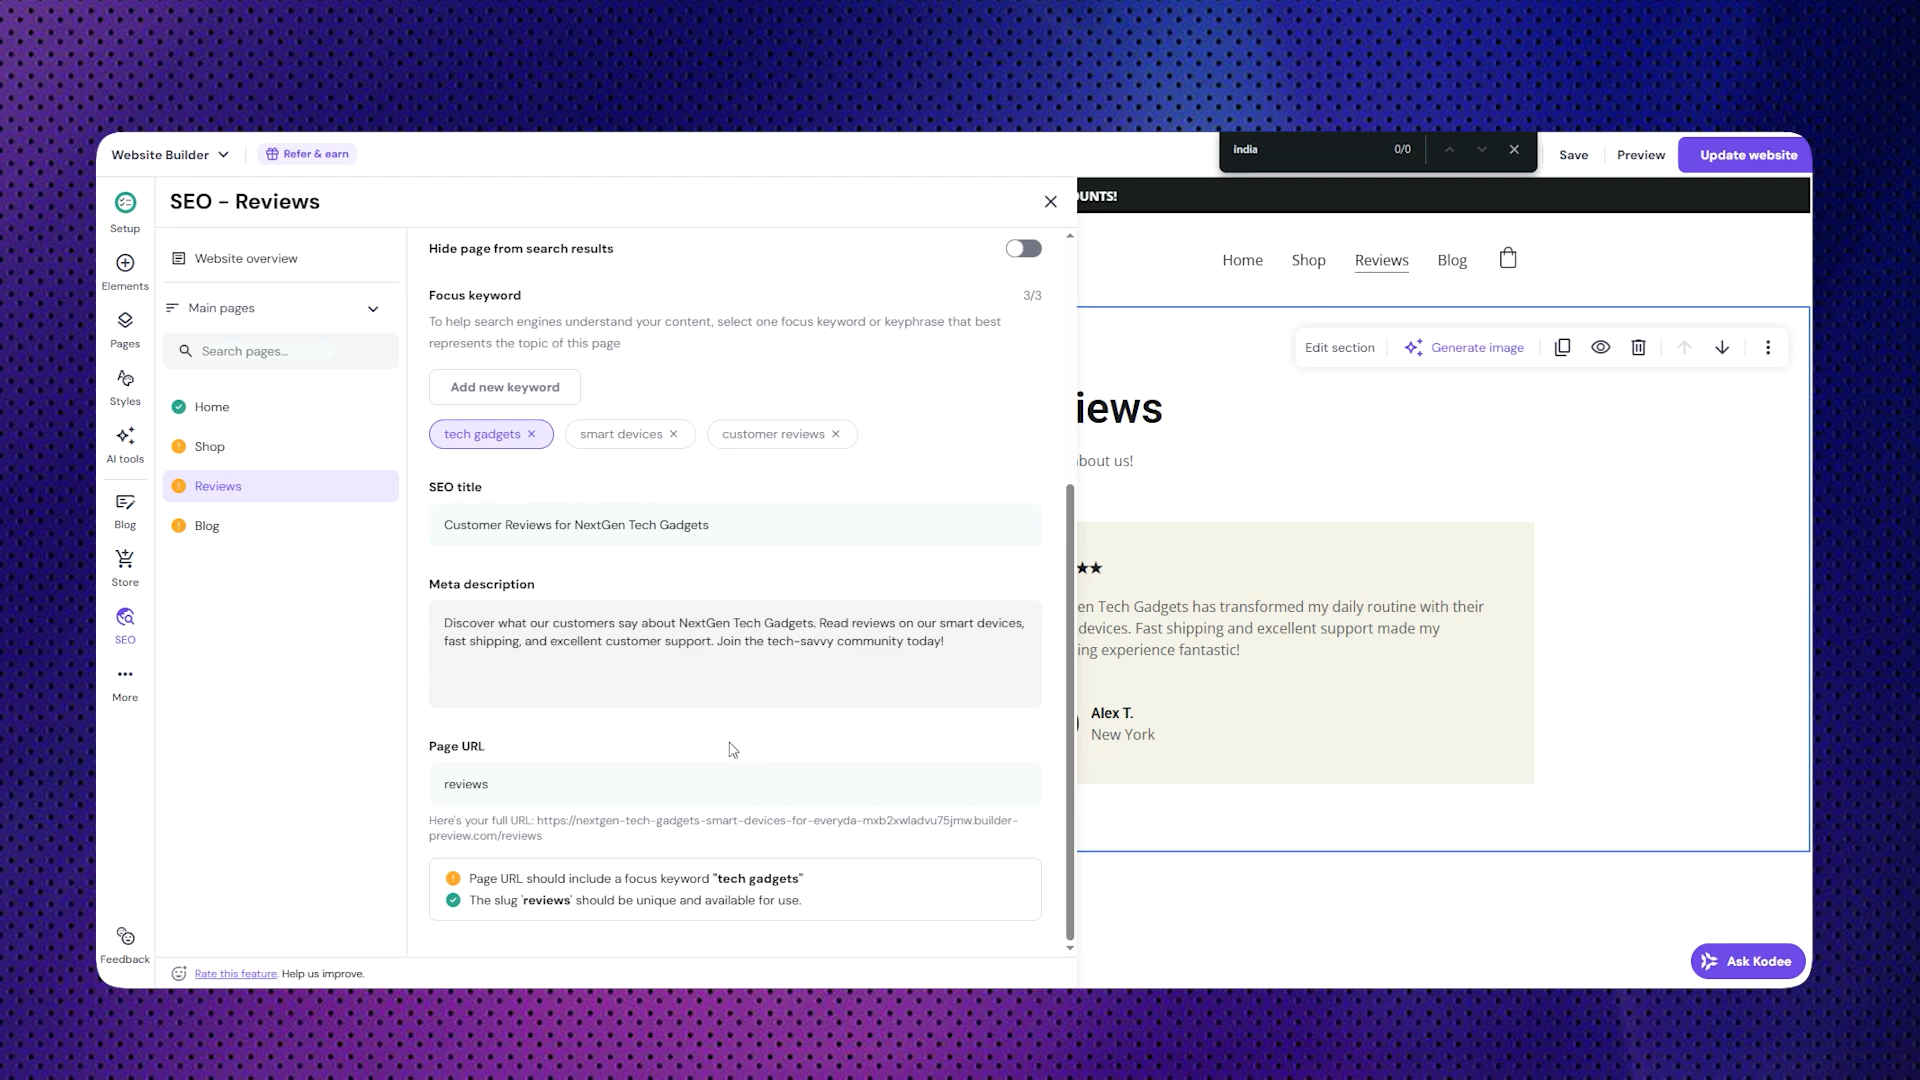 Website Builder
Refer & earn
india
0/0
Save
Preview
Update website
Setup
Elements
Pages
Styles
AI tools
Blog
Store
SEO
More
Feedback
SEO – Reviews
Website overview
Main pages
Search pages...
Home
Shop
Reviews
Blog
Hide page from search results
Focus keyword
3/3
To help search engines understand your content, select one focus keyword or keyphrase that best
represents the topic of this page
Add new keyword
tech gadgets
smart devices
customer reviews
SEO title
Customer Reviews for NextGen Tech Gadgets
Meta description
Discover what our customers say about NextGen Tech Gadgets. Read reviews on our smart devices,
fast shipping, and excellent customer support. Join the tech-savvy community today!
Page URL
reviews
Here's your full URL: https://nextgen-tech-gadgets-smart-devices-for-everyda-mxb2xwladvu75jmw.builder-
preview.com/reviews
Page URL should include a focus keyword "tech gadgets"
The slug 'reviews' should be unique and available for use.
Rate this feature. Help us improve.
OUNTS!
Home
Shop
Reviews
Blog
Edit section
Generate image
iews
bout us!
en Tech Gadgets has transformed my daily routine with their
devices. Fast shipping and excellent support made my
ing experience fantastic!
Alex T.
New York
Ask Kodee